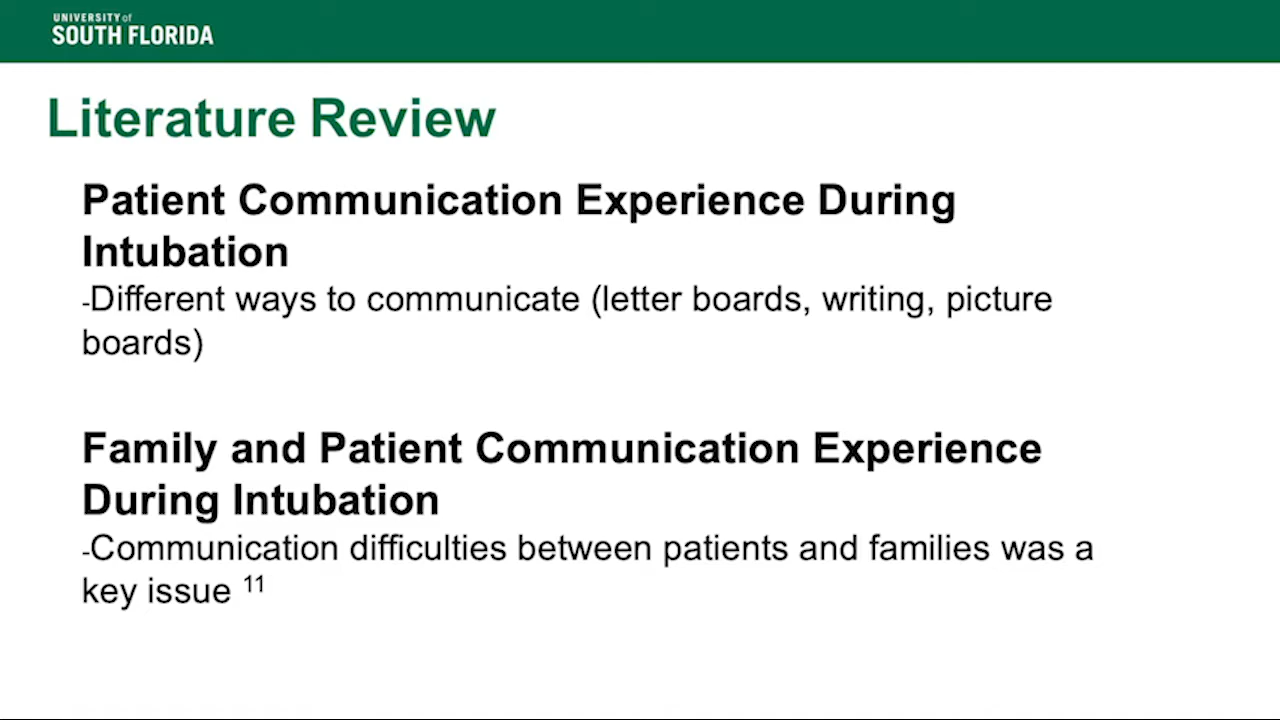 UNIVERSITY of
SOUTH FLORIDA
Literature Review
Patient Communication Experience During
Intubation
-Different ways to communicate (letter boards, writing, picture
boards)
Family and Patient Communication Experience
During Intubation
-Communication difficulties between patients and families was a
key issue 11